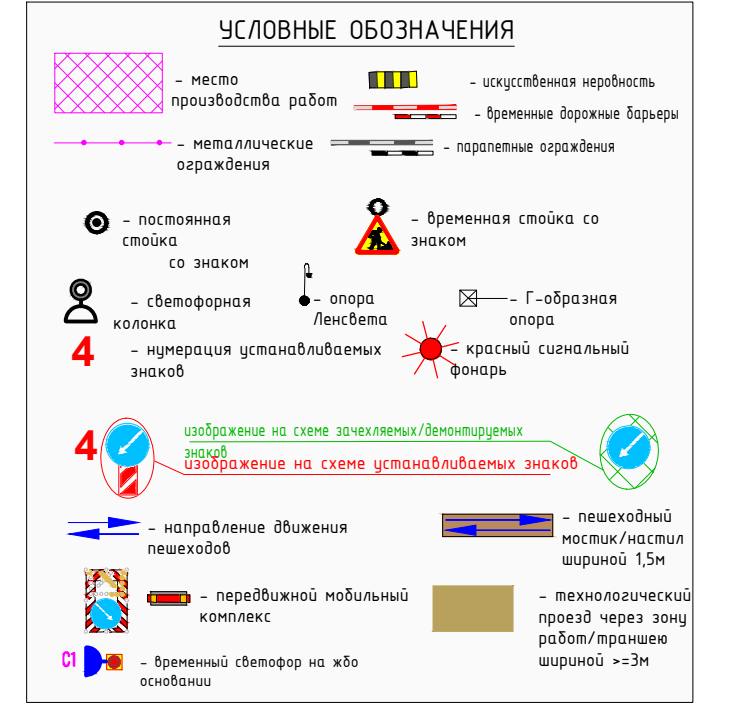 УСЛОВНЫЕ ОБОЗНАЧЕНИЯ
– место
производства работ
– искусственная неровность
– временные дорожные барьеры
– металлические
ограждения
– парапетные ограждения
– постоянная
стойка
со знаком
– временная стойка со
знаком
– светофорная
колонка
– опора
Ленсвета
– Г-образная
опора
4
– нумерация устанавливаемых
знаков
– красный сигнальный
фонарь
4
изображение на схеме зачехляемых/демонтируемых
знаков
изображение на схеме устанавливаемых знаков
– направление движения
пешеходов
– пешеходный
мостик/настил
шириной 1,5м
– передвижной мобильный
комплекс
– технологический
проезд через зону
работ/траншею
шириной >=3м
С1
– временный светофор на жбо
основании